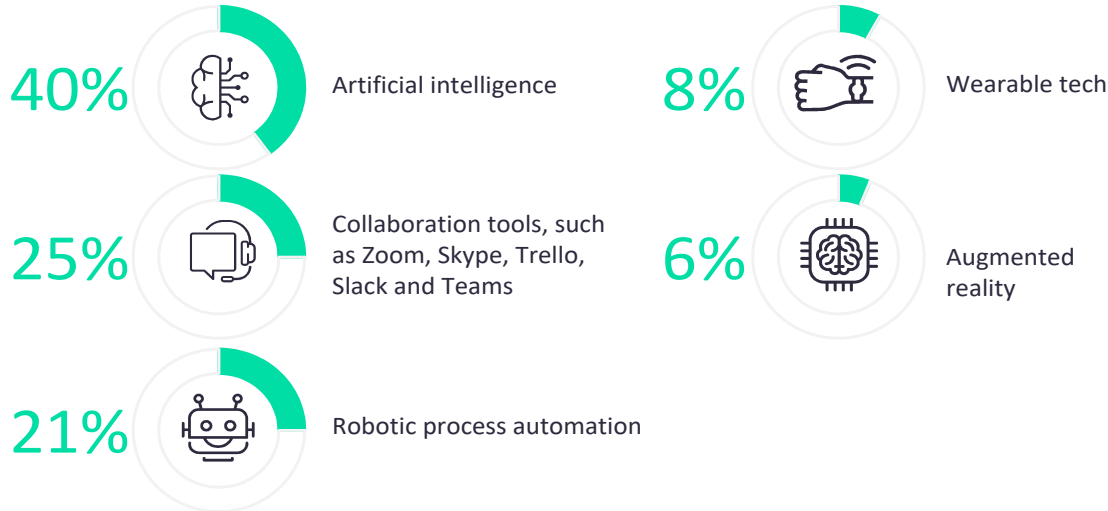 40%
Artificial intelligence
25%
Collaboration tools, such
as Zoom, Skype, Trello,
Slack and Teams
21%
Robotic process automation
8%
Wearable tech
6%
Augmented
reality